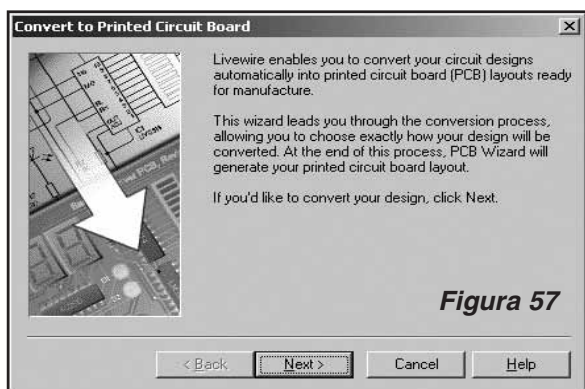 Convert to Printed Circuit Board
Livewire enables you to convert your circuit designs
automatically into printed circuit board (PCB) layouts ready
for manufacture.
This wizard leads you through the conversion process,
allowing you to choose exactly how your design will be
converted. At the end of this process, PCB Wizard will
generate your printed circuit board layout.
If you'd like to convert your design, click Next.
Figura 57
< Back
Next >
Cancel
Help